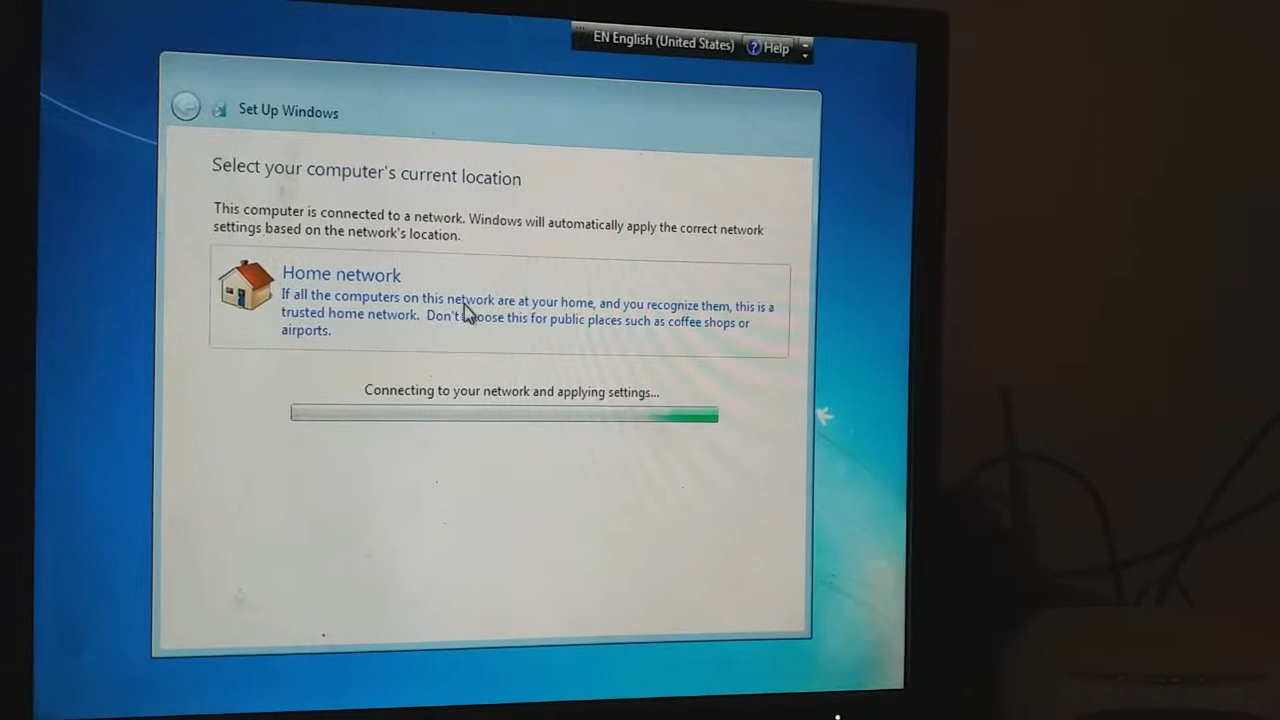 EN English (United States) ? Help
Set Up Windows
Select your computer's current location
This computer is connected to a network. Windows will automatically apply the correct network
settings based on the network's location.
Home network
If all the computers on this network are at your home, and you recognize them, this is a
trusted home network. Don't choose this for public places such as coffee shops or
airports.
Connecting to your network and applying settings...